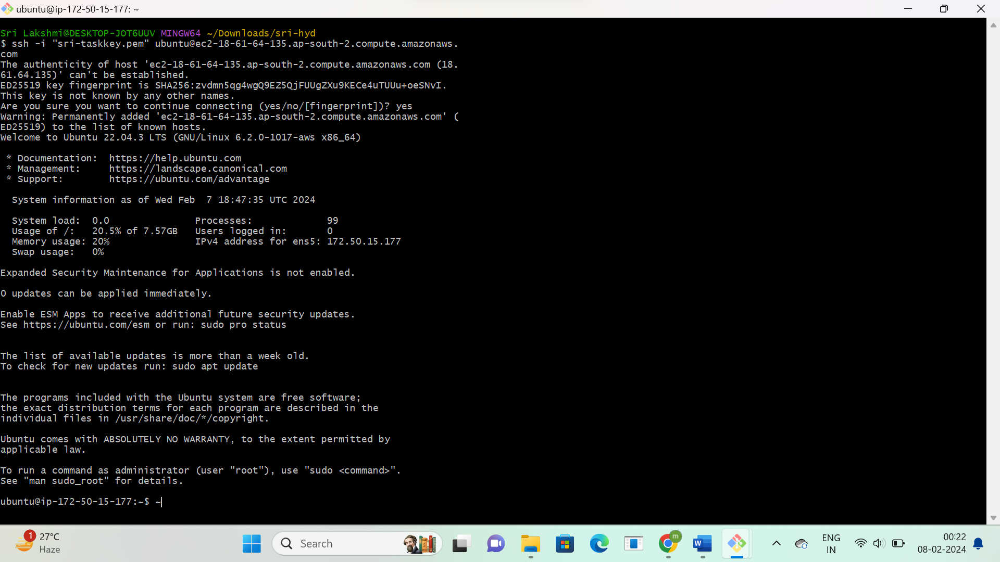 ubuntu@ip-172-50-15-177: ~
Sri Lakshmi@DESKTOP-JOT6UUV MINGW64 ~/Downloads/sri-hyd
$ ssh -i "sri-taskkey.pem" ubuntu@ec2-18-61-64-135.ap-south-2.compute.amazonaws.
com
The authenticity of host 'ec2-18-61-64-135.ap-south-2.compute.amazonaws.com (18.
61.64.135)' can't be established.
ED25519 key fingerprint is SHA256:zvdmn5qg4wgQ9EZ5QjFUUgZXu9KECe4uTUUu+oeSNvI.
This key is not known by any other names.
Are you sure you want to continue connecting (yes/no/[fingerprint])? yes
Warning: Permanently added 'ec2-18-61-64-135.ap-south-2.compute.amazonaws.com' (
ED25519) to the list of known hosts.
Welcome to Ubuntu 22.04.3 LTS (GNU/Linux 6.2.0-1017-aws x86_64)
* Documentation:  https://help.ubuntu.com
* Management:     https://landscape.canonical.com
* Support:        https://ubuntu.com/advantage
System information as of Wed Feb  7 18:47:35 UTC 2024
System load:  0.0               Processes:             99
Usage of /:   20.5% of 7.57GB   Users logged in:       0
Memory usage: 20%               IPv4 address for ens5: 172.50.15.177
Swap usage:   0%
Expanded Security Maintenance for Applications is not enabled.
0 updates can be applied immediately.
Enable ESM Apps to receive additional future security updates.
See https://ubuntu.com/esm or run: sudo pro status
The list of available updates is more than a week old.
To check for new updates run: sudo apt update
The programs included with the Ubuntu system are free software;
the exact distribution terms for each program are described in the
individual files in /usr/share/doc/*/copyright.
Ubuntu comes with ABSOLUTELY NO WARRANTY, to the extent permitted by
applicable law.
To run a command as administrator (user "root"), use "sudo <command>".
See "man sudo_root" for details.
ubuntu@ip-172-50-15-177:~$ ~
1
27°C
Haze
Search
m
W
ENG
IN
00:22
08-02-2024